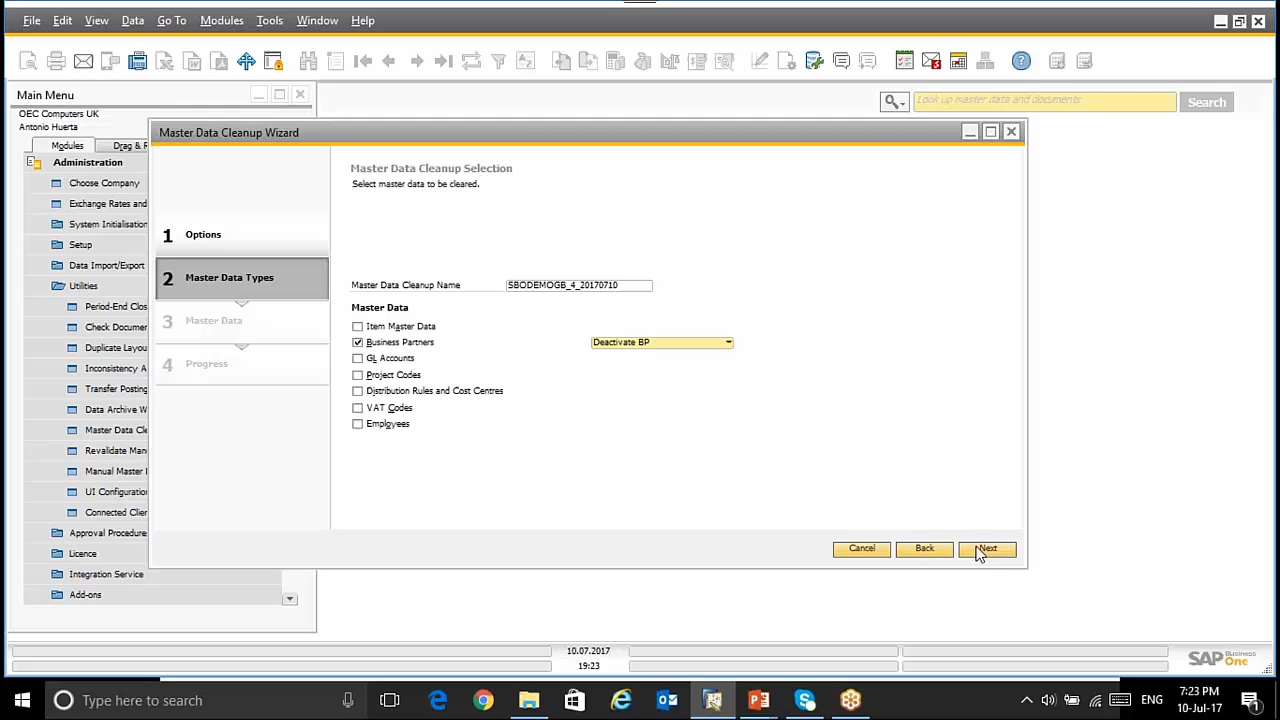 File Edit View Data Go To Modules Tools Window Help
Main Menu
OEC Computers UK
Antonio Huerta
Modules Drag & R
Look up master data and documents Search
Administration
Choose Company
Exchange Rates and
System Initialisation
Setup
Data Import/Export
Utilities
Period-End Clos
Check Documen
Duplicate Layou
Inconsistency A
Transfer Posting
Data Archive W
Master Data Cle
Revalidate Man
Manual Master I
UI Configuration
Connected Clien
Approval Procedures
Licence
Integration Service
Add-ons
Master Data Cleanup Wizard
1 Options
2 Master Data Types
3 Master Data
4 Progress
Master Data Cleanup Selection
Select master data to be cleared.
Master Data Cleanup Name SBODEMOGB_4_20170710
Master Data
Item Master Data
Business Partners Deactivate BP
GL Accounts
Project Codes
Distribution Rules and Cost Centres
VAT Codes
Employees
Cancel Back Next
10.07.2017
19:23
SAP Business One
Type here to search
ENG
7:23 PM
10-Jul-17
1